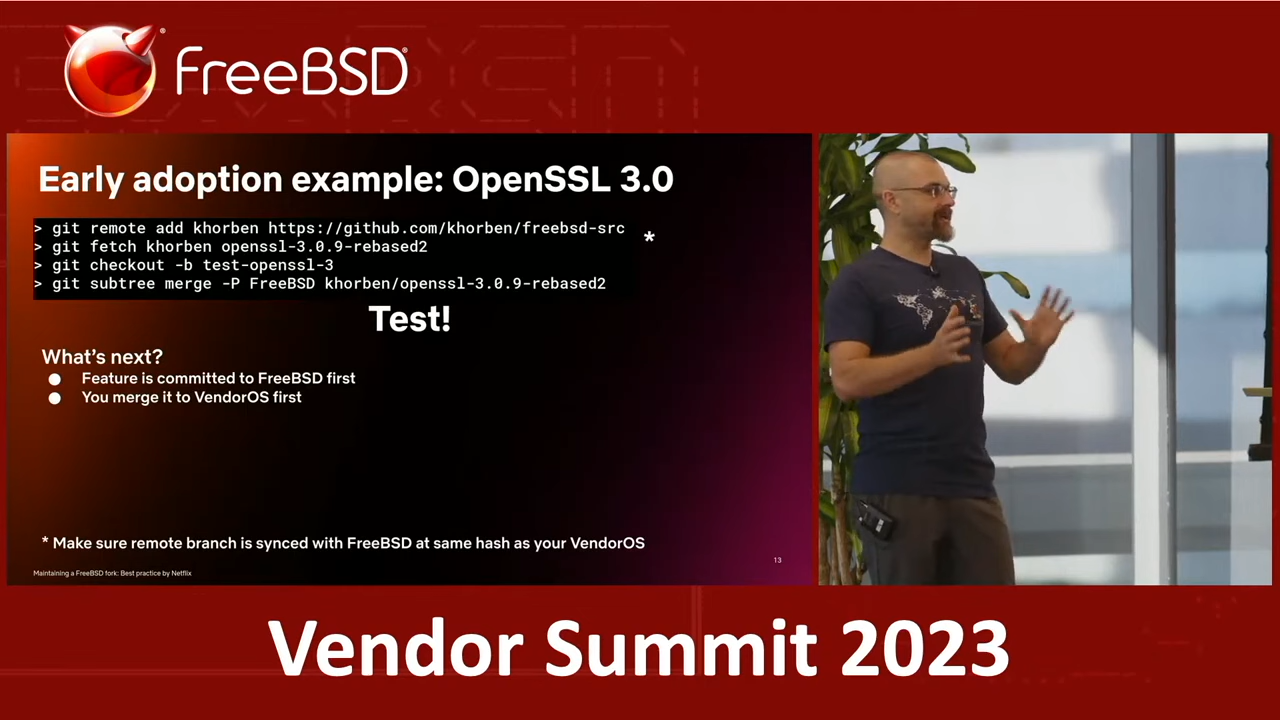 FreeBSD®
Early adoption example: OpenSSL 3.0
> git remote add khorben https://github.com/khorben/freebsd-src
> git fetch khorben openssl-3.0.9-rebased2
> git checkout -b test-openssl-3
> git subtree merge -P FreeBSD khorben/openssl-3.0.9-rebased2
*
Test!
What's next?
● Feature is committed to FreeBSD first
● You merge it to VendorOS first
* Make sure remote branch is synced with FreeBSD at same hash as your VendorOS
13
Maintaining a FreeBSD fork: Best practice by Netflix
Vendor Summit 2023